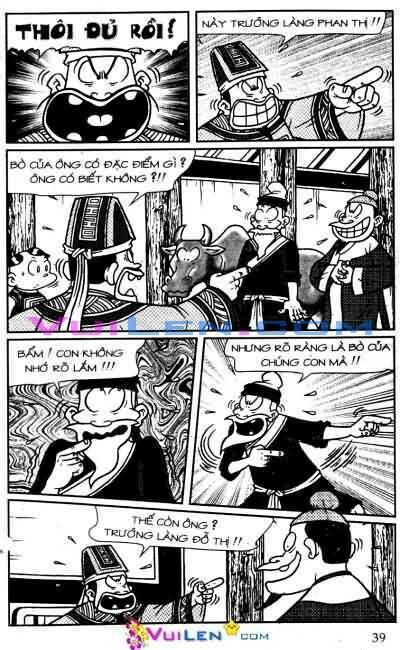 THÔI ĐỦ RỒI!
NÀY TRƯỞNG LÀNG PHAN THỊ !!
BÒ CỦA ÔNG CÓ ĐẶC ĐIỂM GÌ ?
ÔNG CÓ BIẾT KHÔNG ?!!
VUILEN.COM
BẨM ! CON KHÔNG
NHỚ RÕ LẮM !!!
NHƯNG RÕ RÀNG LÀ BÒ CỦA
CHÚNG CON MÀ !!
THẾ CÒN ÔNG ?
TRƯỞNG LÀNG ĐỖ THỊ !!
39
VUILEN.COM